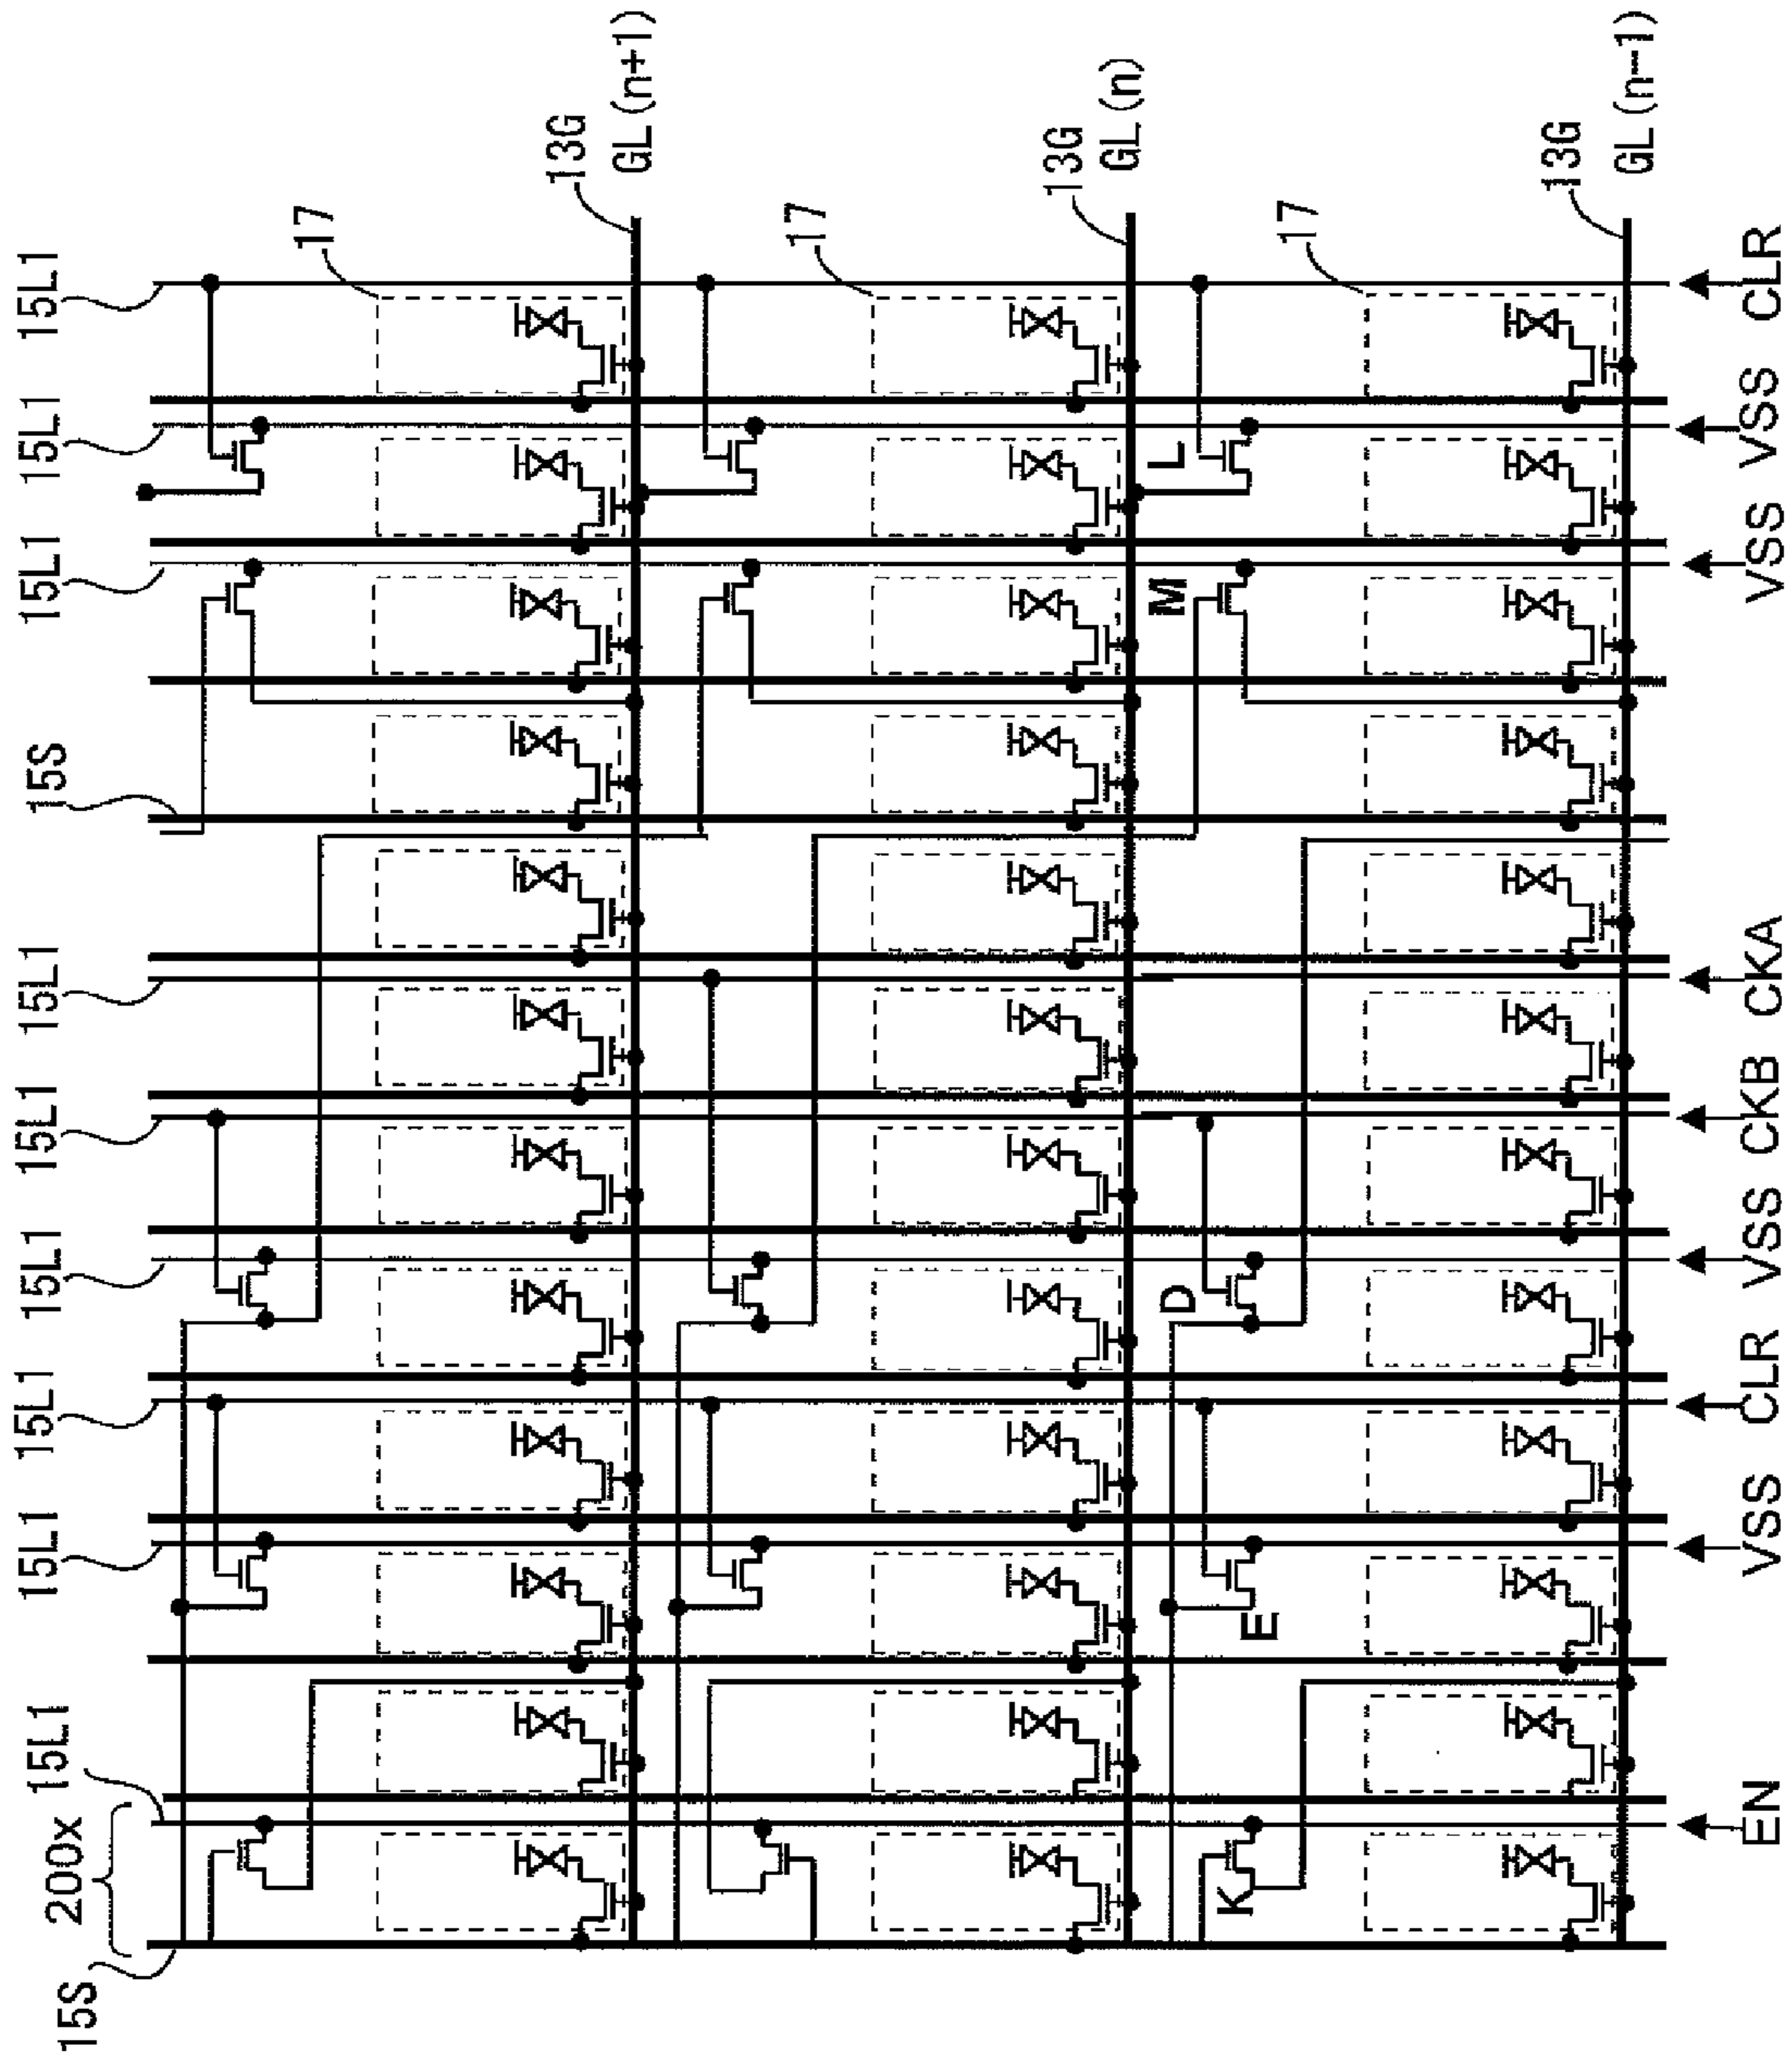 15S
200x
15L1
15L1
15L1
15L1
15L1
15L1
15S
15L1
15L1
15L1
17
13G
GL(n+1)
17
13G
GL(n)
D
M
L
K
E
17
13G
GL(n-1)
EN
VSS
CLR
VSS
CKB
CKA
VSS
VSS
CLR